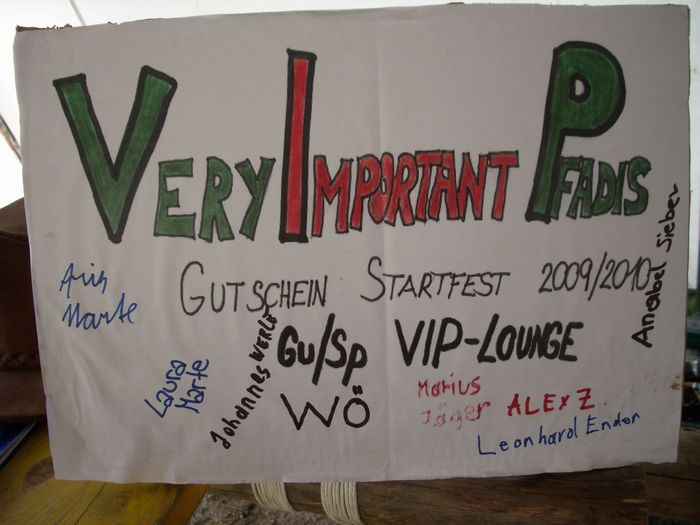 VERY IMPORTANT PFADIS
GUTSCHEIN STARTFEST 2009/2010
Anabel Sieber
Marte
GU/SP VIP-LOUNGE
WÖ
Laura
Marte
Johannes WERLE
Marius
Jäger
ALEX Z
Leonhard Ender